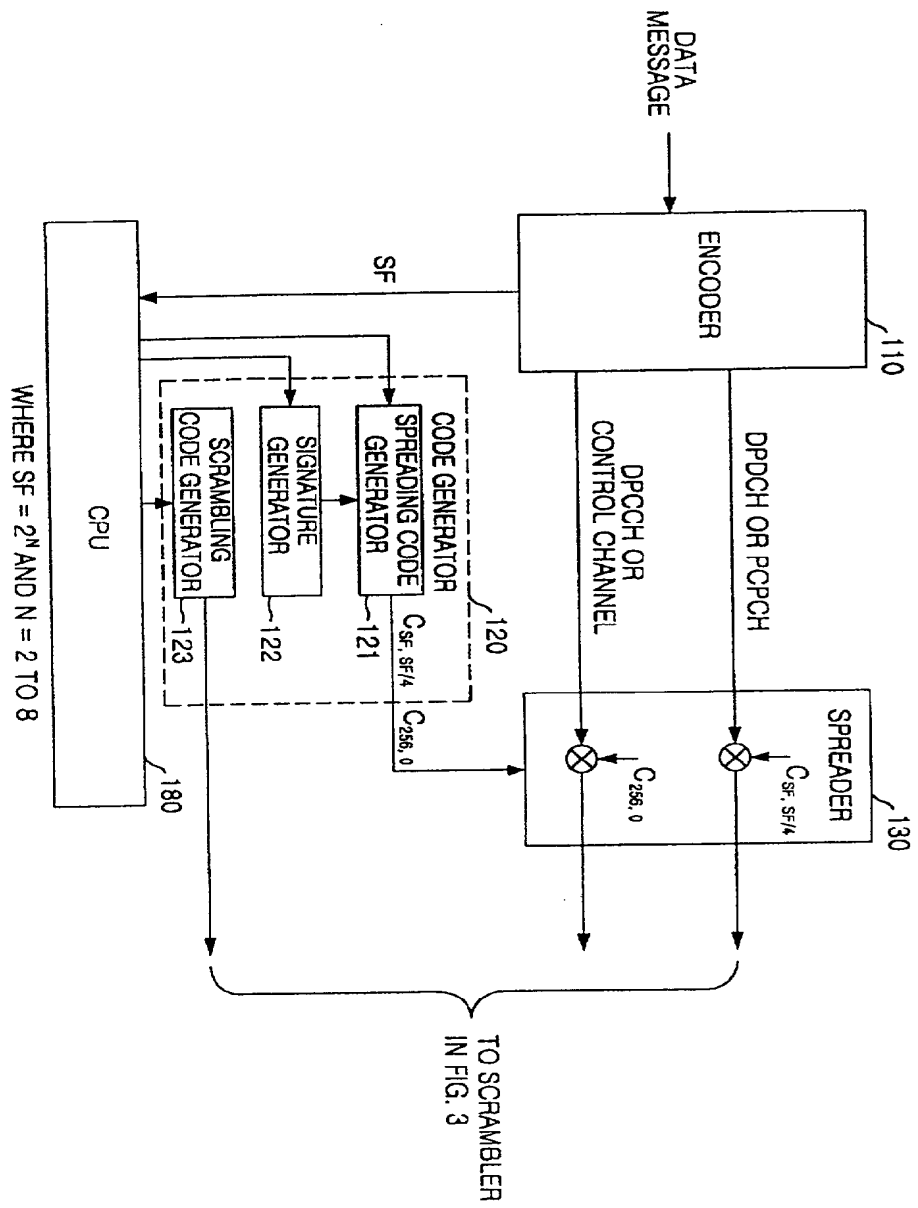 DATA
MESSAGE
ENCODER
110
SF
DPDCH OR PCPCH
DPCCH OR
CONTROL CHANNEL
SPREADER
130
C_SF, SF/4
C_256, 0
CODE GENERATOR
120
SPREADING CODE
GENERATOR
121
C_SF, SF/4
C_256, 0
SIGNATURE
GENERATOR
122
SCRAMBLING
CODE GENERATOR
123
CPU
180
WHERE SF = 2^N AND N = 2 TO 8
TO SCRAMBLER
IN FIG. 3